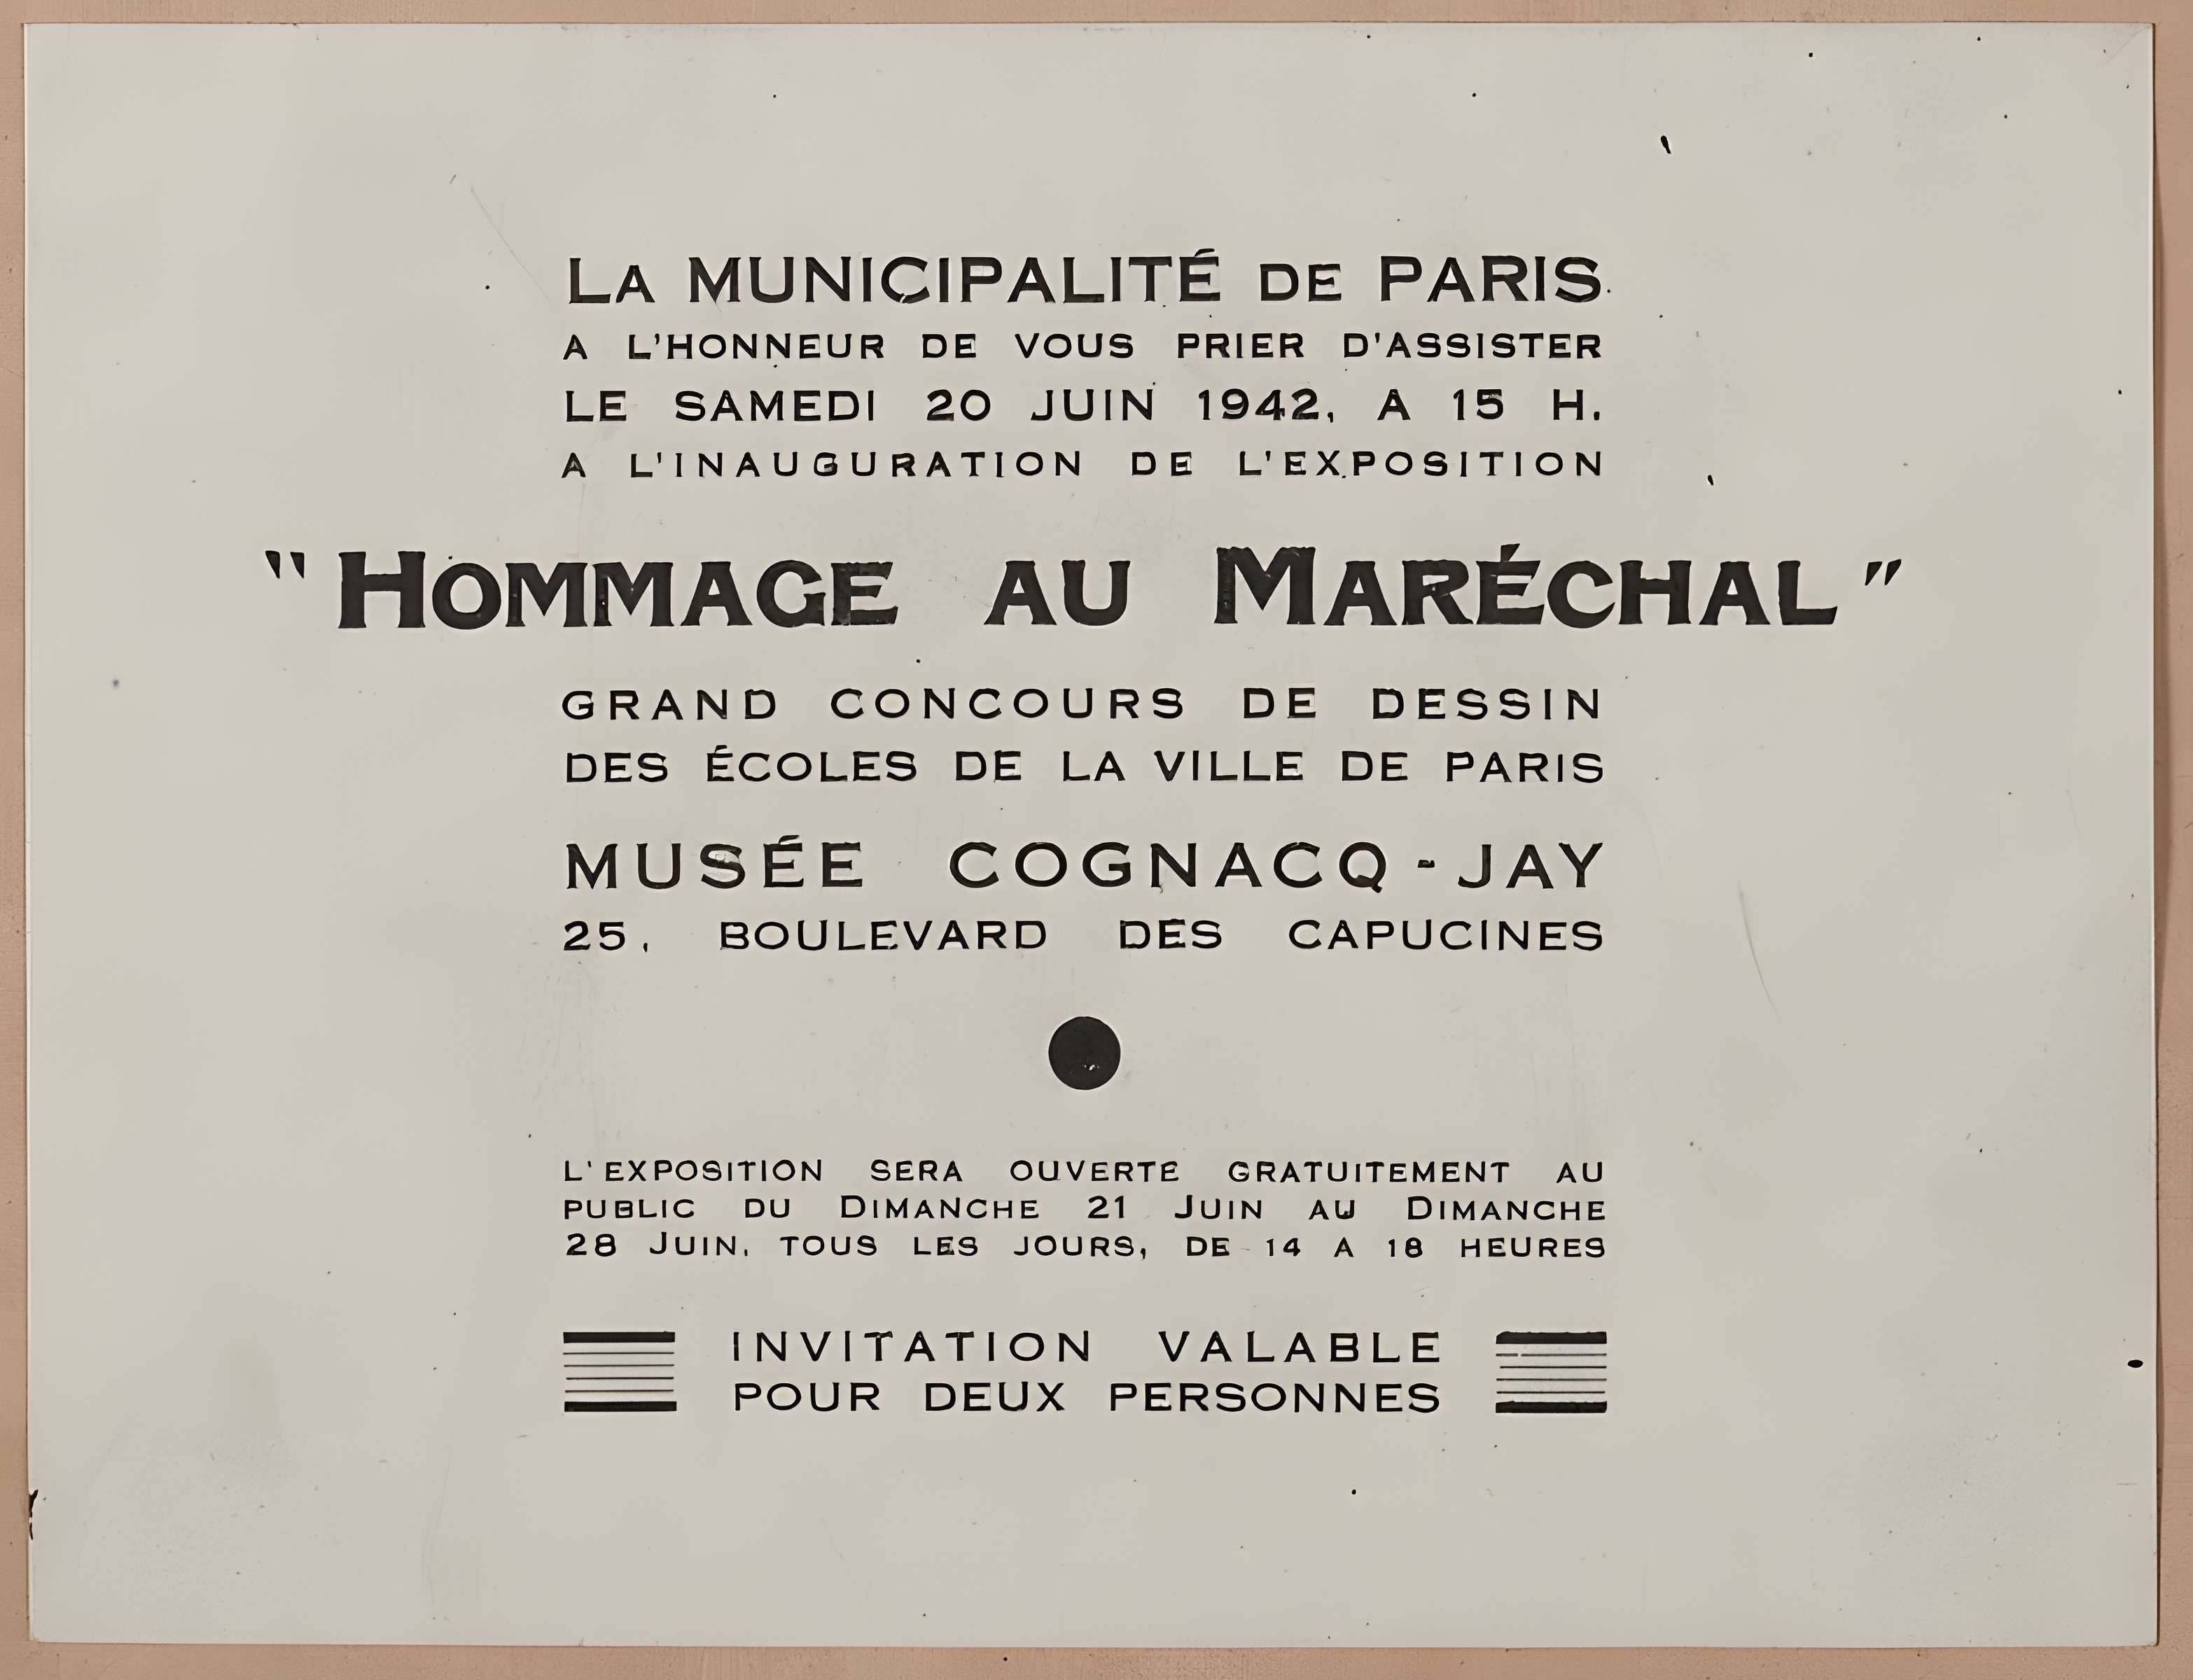 LA MUNICIPALITÉ DE PARIS
A L'HONNEUR DE VOUS PRIER D'ASSISTER
LE SAMEDI 20 JUIN 1942, A 15 H.
A L'INAUGURATION DE L'EXPOSITION
"HOMMAGE AU MARÉCHAL"
GRAND CONCOURS DE DESSIN
DES ÉCOLES DE LA VILLE DE PARIS
MUSÉE COGNACQ-JAY
25, BOULEVARD DES CAPUCINES
L'EXPOSITION SERA OUVERTE GRATUITEMENT AU
PUBLIC DU DIMANCHE 21 JUIN AU DIMANCHE
28 JUIN, TOUS LES JOURS, DE 14 A 18 HEURES
INVITATION VALABLE
POUR DEUX PERSONNES